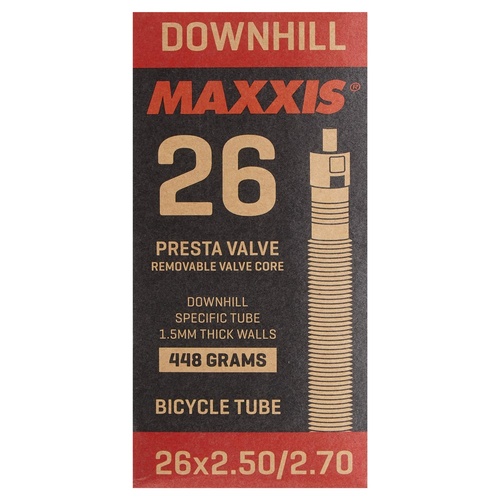 DOWNHILL
MAXXIS®
26
PRESTA VALVE
REMOVABLE VALVE CORE
DOWNHILL
SPECIFIC TUBE
1.5MM THICK WALLS
448 GRAMS
BICYCLE TUBE
26x2.50/2.70